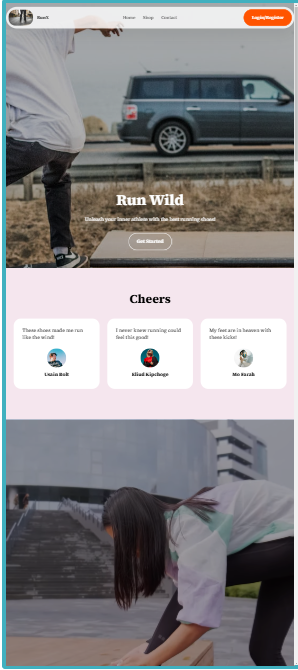 RunX
Home Shop Contact
Login/Register
Run Wild
Unleash your inner athlete with the best running shoes!
Get Started
Cheers
These shoes made me run
like the wind!
Usain Bolt
I never knew running could
feel this good!
Eliud Kipchoge
My feet are in heaven with
these kicks!
Mo Farah